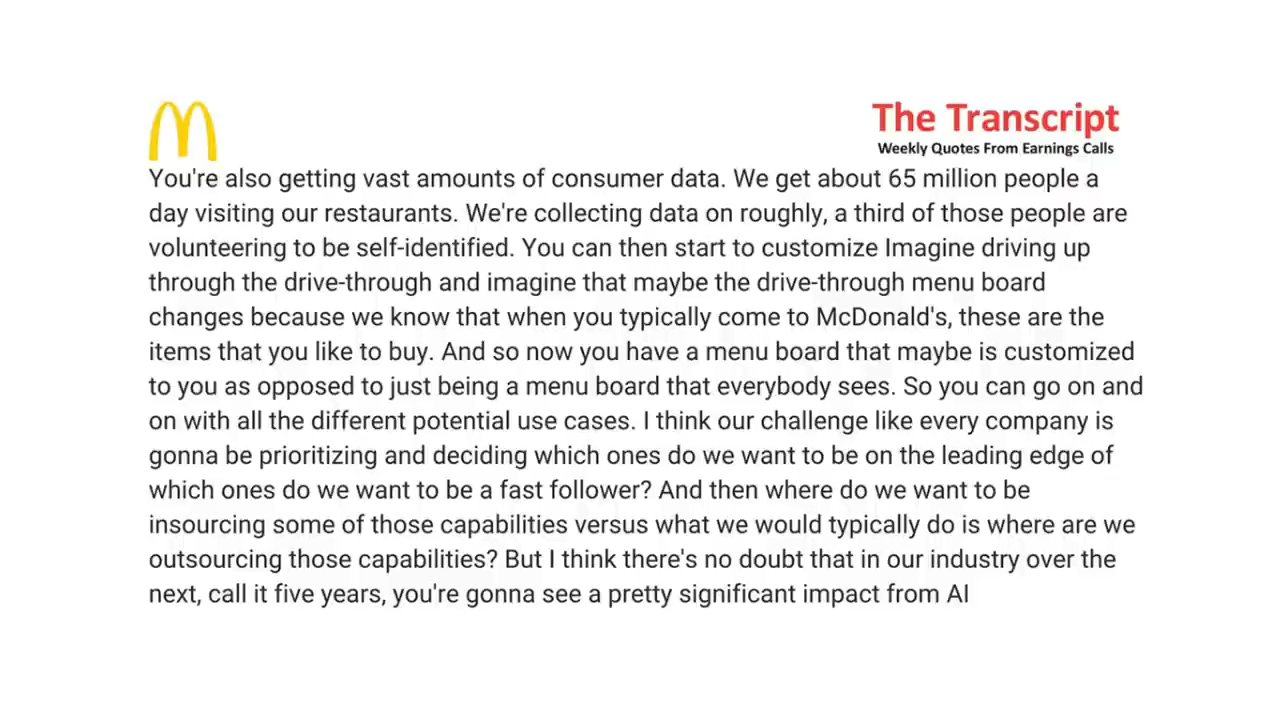 The Transcript
Weekly Quotes From Earnings Calls
You're also getting vast amounts of consumer data. We get about 65 million people a
day visiting our restaurants. We're collecting data on roughly, a third of those people are
volunteering to be self-identified. You can then start to customize Imagine driving up
through the drive-through and imagine that maybe the drive-through menu board
changes because we know that when you typically come to McDonald's, these are the
items that you like to buy. And so now you have a menu board that maybe is customized
to you as opposed to just being a menu board that everybody sees. So you can go on and
on with all the different potential use cases. I think our challenge like every company is
gonna be prioritizing and deciding which ones do we want to be on the leading edge of
which ones do we want to be a fast follower? And then where do we want to be
insourcing some of those capabilities versus what we would typically do is where are we
outsourcing those capabilities? But I think there's no doubt that in our industry over the
next, call it five years, you're gonna see a pretty significant impact from AI